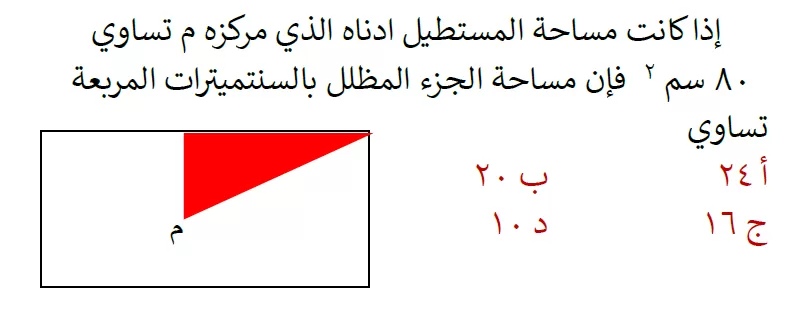 إذا كانت مساحة المستطيل ادناه الذي مركزه م تساوي
٨٠ سم ٢ فإن مساحة الجزء المظلل بالسنتميترات المربعة
تساوي
أ ٢٤ ب ٢٠
ج ١٦ د ١٠
م